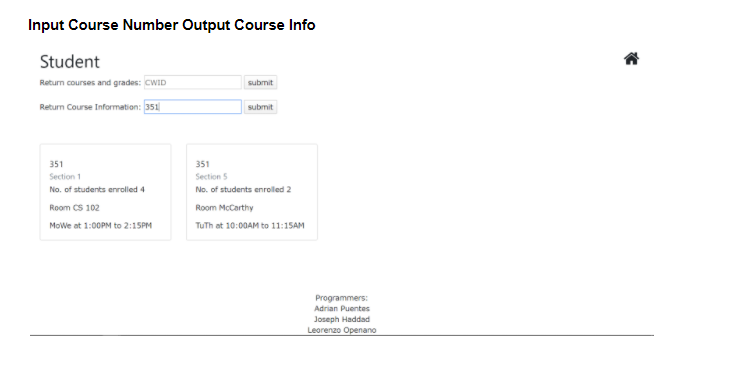 Input Course Number Output Course Info
Student
Return courses and grades: CWID submit
Return Course Information: 351 submit
351
Section 1
No. of students enrolled 4
Room CS 102
MoWe at 1:00PM to 2:15PM
351
Section 5
No. of students enrolled 2
Room McCarthy
TuTh at 10:00AM to 11:15AM
Programmers:
Adrian Puentes
Joseph Haddad
Leorenzo Openano